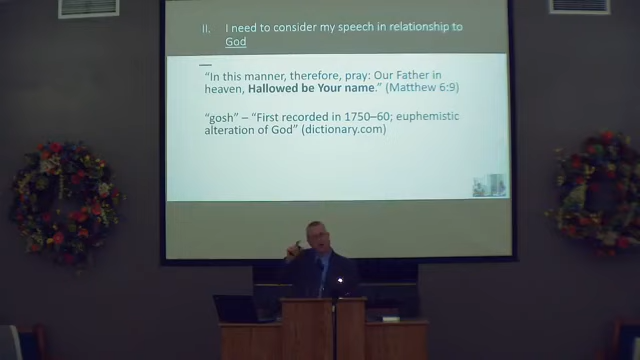 II. I need to consider my speech in relationship to
God
“In this manner, therefore, pray: Our Father in
heaven, Hallowed be Your name.” (Matthew 6:9)
“gosh” – “First recorded in 1750–60; euphemistic
alteration of God” (dictionary.com)